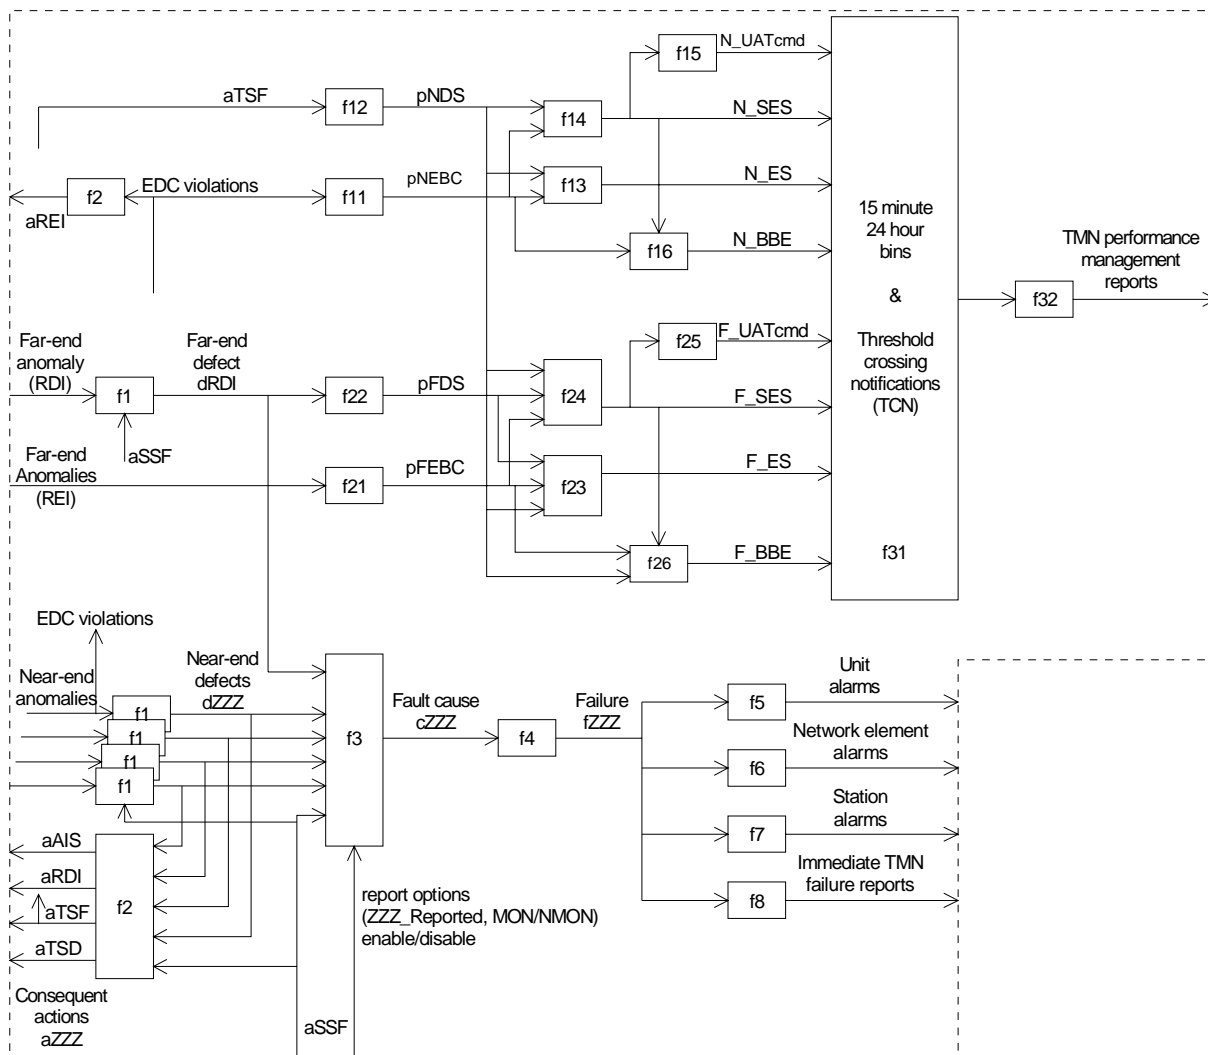 N_UATcmd
f15
aTSF
f12
pNDS
f14
N_SES
EDC violations
f2
aREI
f11
pNEBC
f13
N_ES
f16
N_BBE
15 minute
24 hour
bins
&
Threshold
crossing
notifications
(TCN)
f31
f32
TMN performance
management
reports
Far-end
anomaly
(RDI)
f1
aSSF
Far-end
defect
dRDI
f22
pFDS
f24
f25
F_UATcmd
F_SES
Far-end
Anomalies
(REI)
f21
pFEBC
f23
F_ES
f26
F_BBE
EDC violations
Near-end
anomalies
f1
f1
f1
f1
Near-end
defects
dZZZ
f3
Fault cause
cZZZ
f4
Failure
fZZZ
f5
Unit
alarms
f6
Network element
alarms
f7
Station
alarms
f8
Immediate TMN
failure reports
aAIS
aRDI
aTSF
aTSD
f2
Consequent
actions
aZZZ
aSSF
report options
(ZZZ_Reported, MON/NMON)
enable/disable